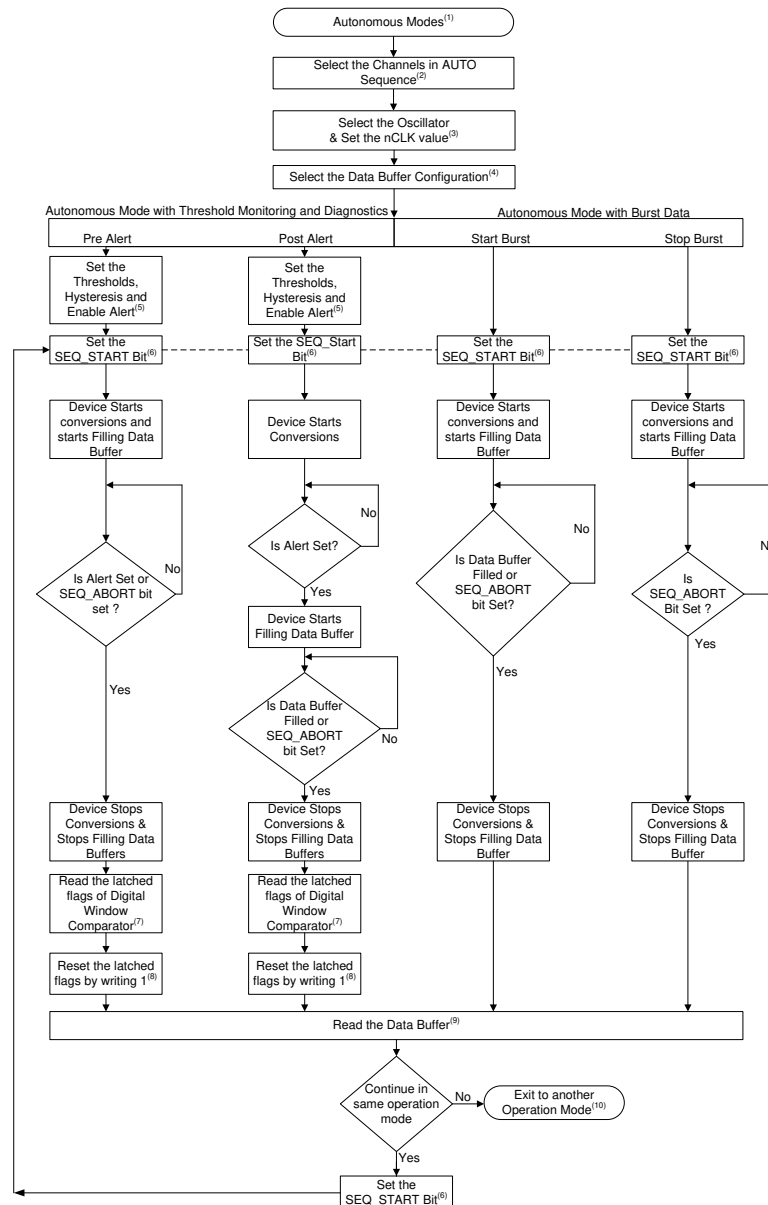 Autonomous Modes(1)
Select the Channels in AUTO
Sequence(2)
Select the Oscillator
& Set the nCLK value(3)
Select the Data Buffer Configuration(4)
Autonomous Mode with Threshold Monitoring and Diagnostics
Autonomous Mode with Burst Data
Pre Alert
Post Alert
Start Burst
Stop Burst
Set the
Thresholds,
Hysteresis and
Enable Alert(5)
Set the
Thresholds,
Hysteresis and
Enable Alert(5)
Set the
SEQ_START Bit(6)
Set the SEQ_Start
Bit(6)
Set the
SEQ_START Bit(6)
Set the
SEQ_START Bit(6)
Device Starts
conversions and
starts Filling Data
Buffer
Device Starts
Conversions
Device Starts
conversions and
starts Filling Data
Buffer
Device Starts
conversions and
starts Filling Data
Buffer
Is Alert Set or
SEQ_ABORT bit
set ?
No
Yes
Is Alert Set?
No
Yes
Device Starts
Filling Data Buffer
Is Data Buffer
Filled or
SEQ_ABORT
bit Set?
No
Yes
Is Data Buffer
Filled or
SEQ_ABORT
bit Set?
No
Yes
Is
SEQ_ABORT
Bit Set ?
Yes
Device Stops
Conversions &
Stops Filling Data
Buffers
Device Stops
Conversions &
Stops Filling Data
Buffers
Device Stops
Conversions &
Stops Filling Data
Buffer
Device Stops
Conversions &
Stops Filling Data
Buffer
Read the latched
flags of Digital
Window
Comparator(7)
Read the latched
flags of Digital
Window
Comparator(7)
Reset the latched
flags by writing 1(8)
Reset the latched
flags by writing 1(8)
Read the Data Buffer(9)
Continue in
same operation
mode
No
Exit to another
Operation Mode(10)
Yes
Set the
SEQ_START Bit(6)